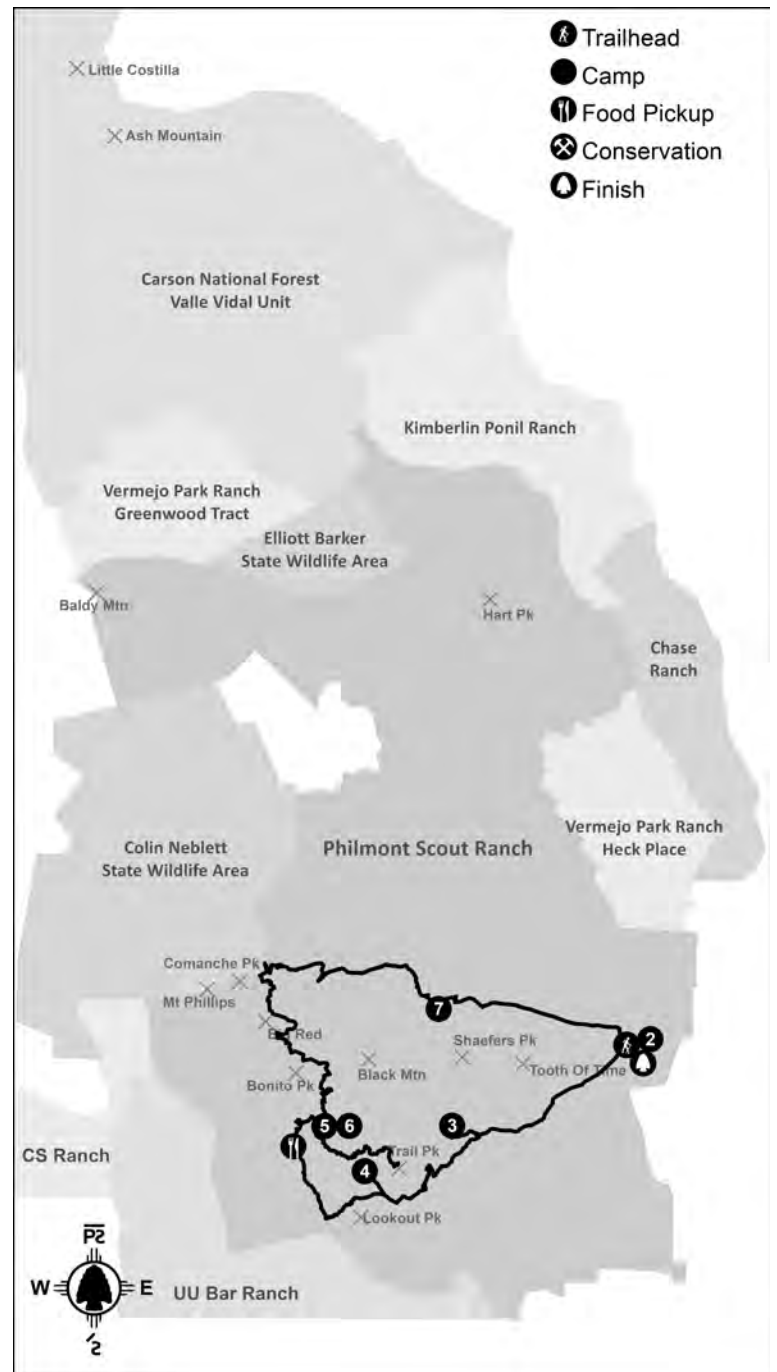 Trailhead
Camp
Food Pickup
Conservation
Finish
Little Costilla
Ash Mountain
Carson National Forest
Valle Vidal Unit
Kimberlin Ponil Ranch
Vermejo Park Ranch
Greenwood Tract
Elliott Barker
State Wildlife Area
Baldy Mtn
Hart Pk
Chase
Ranch
Colin Neblett
State Wildlife Area
Philmont Scout Ranch
Vermejo Park Ranch
Heck Place
Comanche Pk
Mt Phillips
7
Big Red
Shaefers Pk
2
Black Mtn
Tooth Of Time
Bonito Pk
5
6
3
CS Ranch
Trail Pk
4
Lookout Pk
W
E
UU Bar Ranch